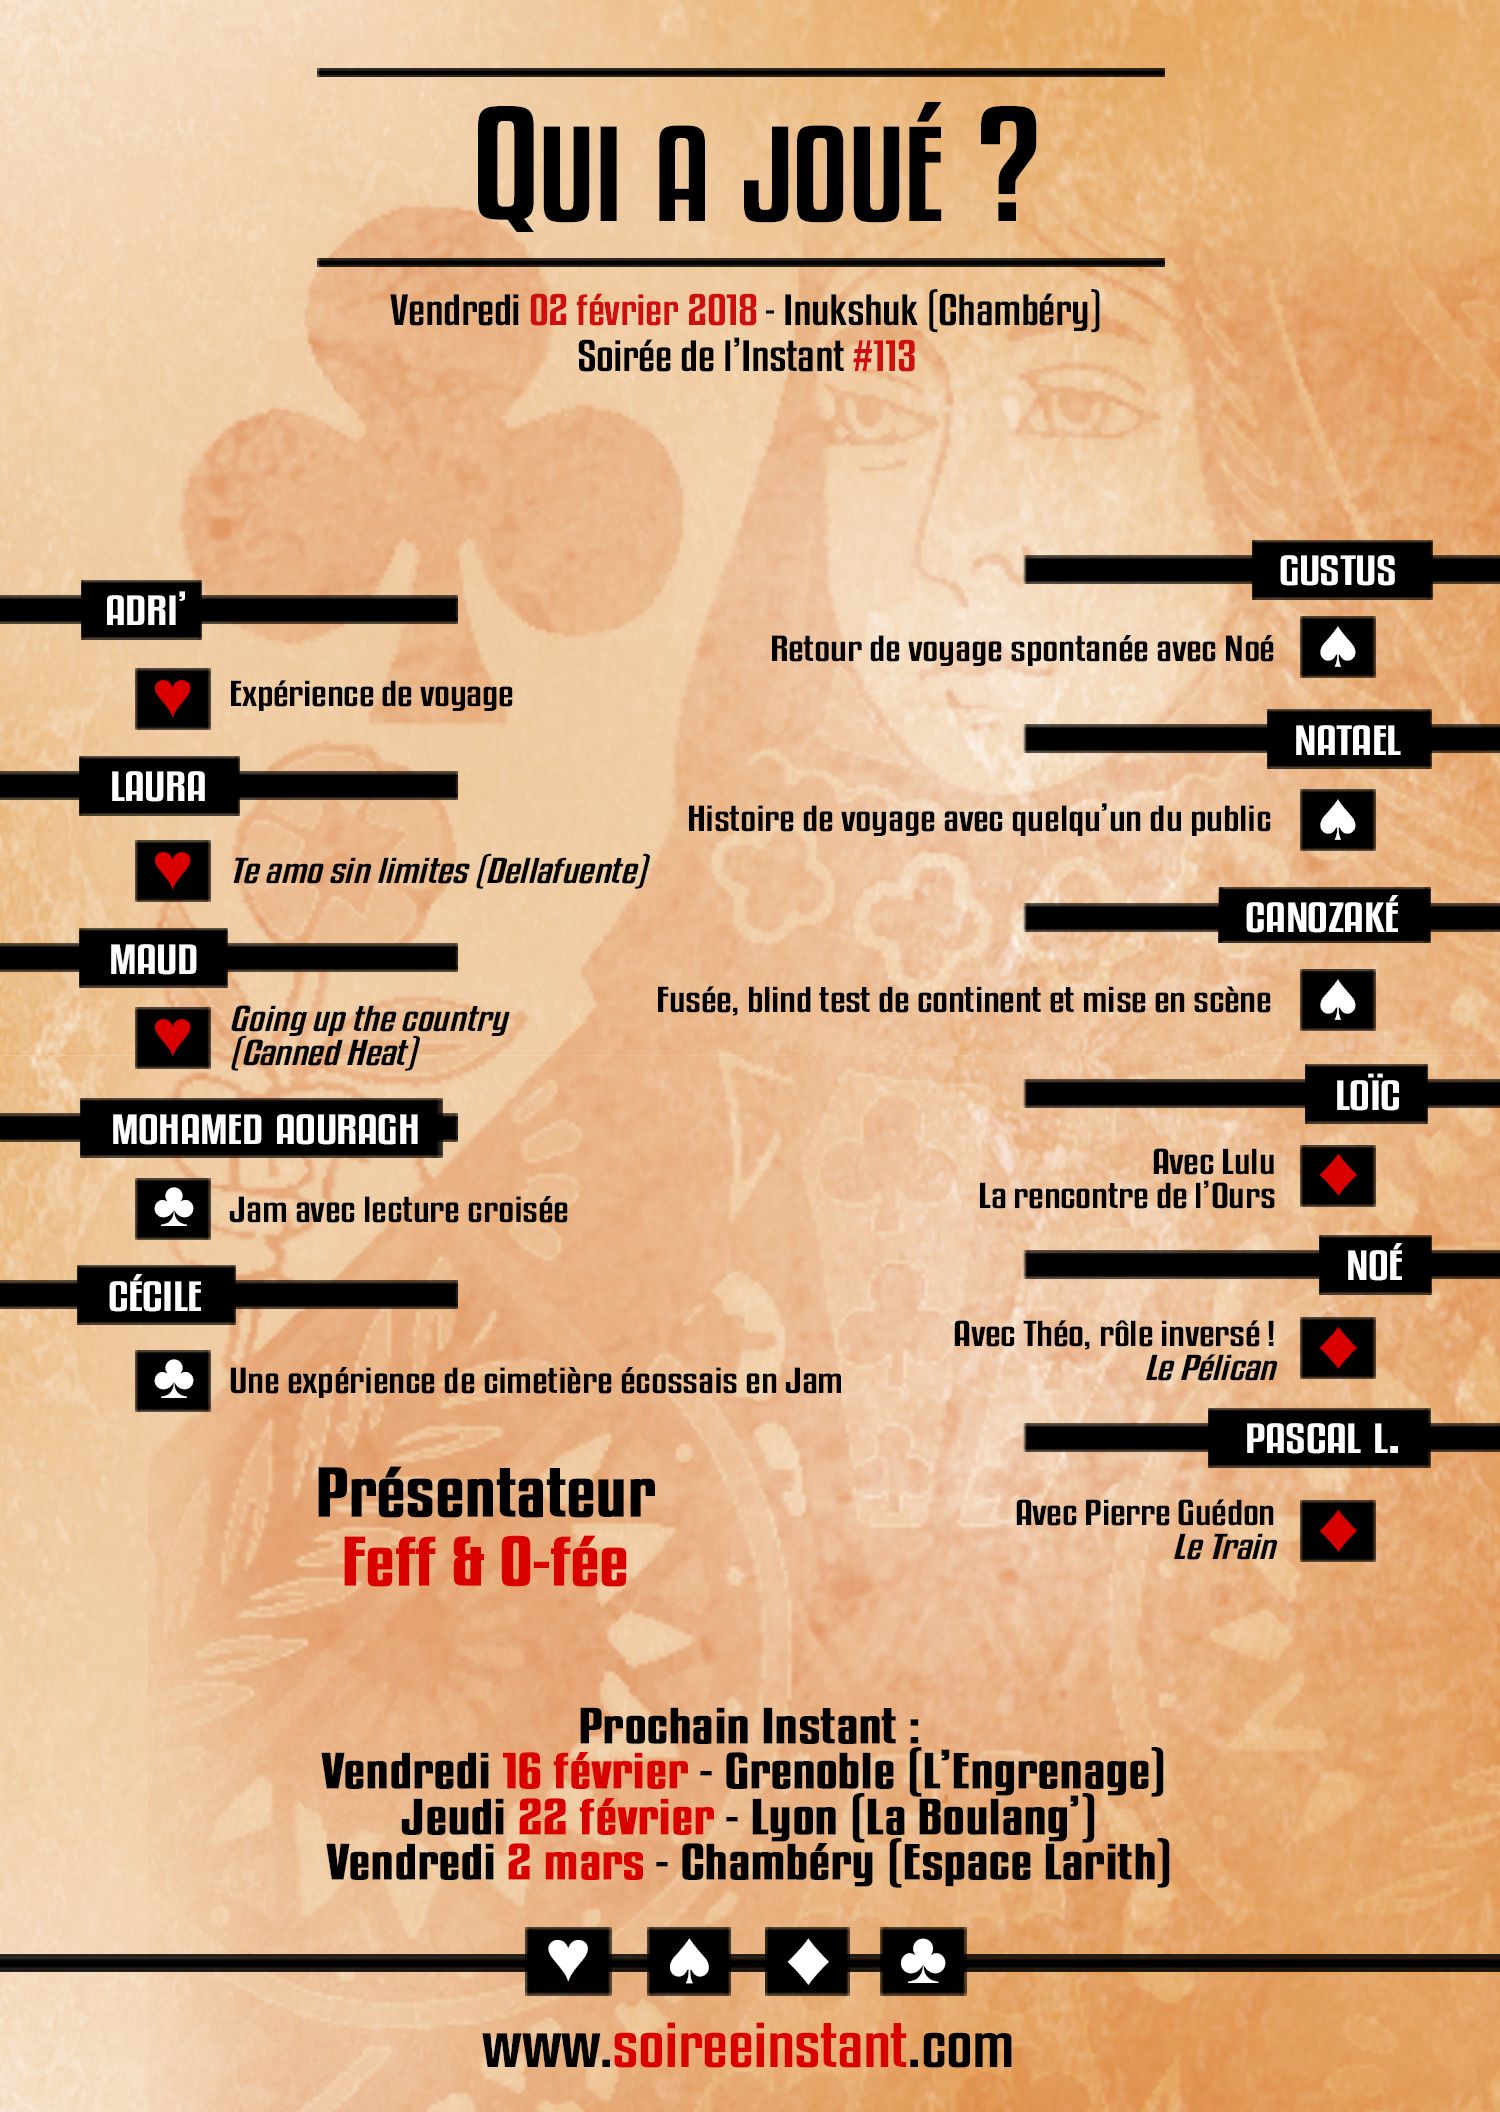 Qui a joué ?
Vendredi 02 février 2018 - Inukshuk (Chambéry)
Soirée de l'Instant #113
ADRI'
Expérience de voyage
LAURA
Te amo sin limites (Dellafuente)
MAUD
Going up the country
(Canned Heat)
MOHAMED AOURAGH
Jam avec lecture croisée
CÉCILE
Une expérience de cimetière écossais en Jam
GUSTUS
Retour de voyage spontanée avec Noé
NATAEL
Histoire de voyage avec quelqu'un du public
CANOZAKÉ
Fusée, blind test de continent et mise en scène
LOÏC
Avec Lulu
La rencontre de l'Ours
NOÉ
Avec Théo, rôle inversé !
Le Pélican
PASCAL L.
Avec Pierre Guédon
Le Train
Présentateur
Feff & O-fée
Prochain Instant :
Vendredi 16 février - Grenoble (L'Engrenage)
Jeudi 22 février - Lyon (La Boulang')
Vendredi 2 mars - Chambéry (Espace Larith)
www.soireeinstant.com